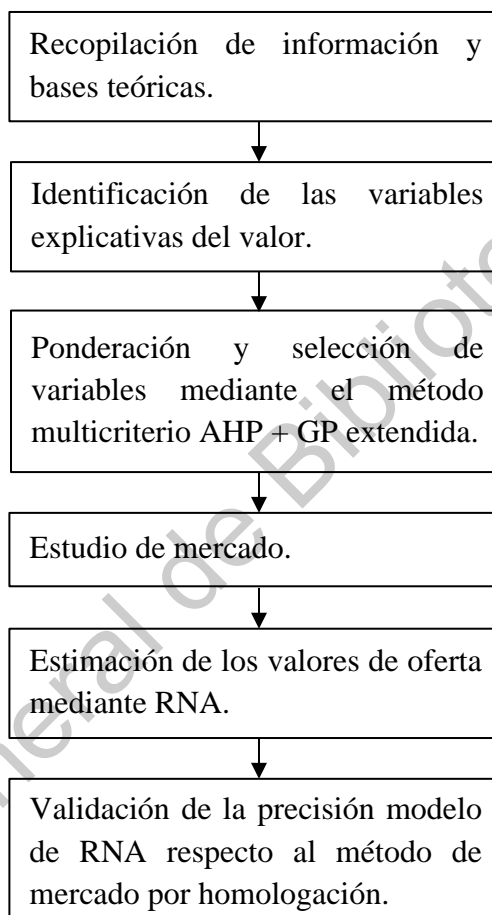 Recopilación de información y
bases teóricas.
Identificación de las variables
explicativas del valor.
Ponderación y selección de
variables mediante el método
multicriterio AHP + GP extendida.
Estudio de mercado.
Estimación de los valores de oferta
mediante RNA.
Validación de la precisión modelo
de RNA respecto al método de
mercado por homologación.